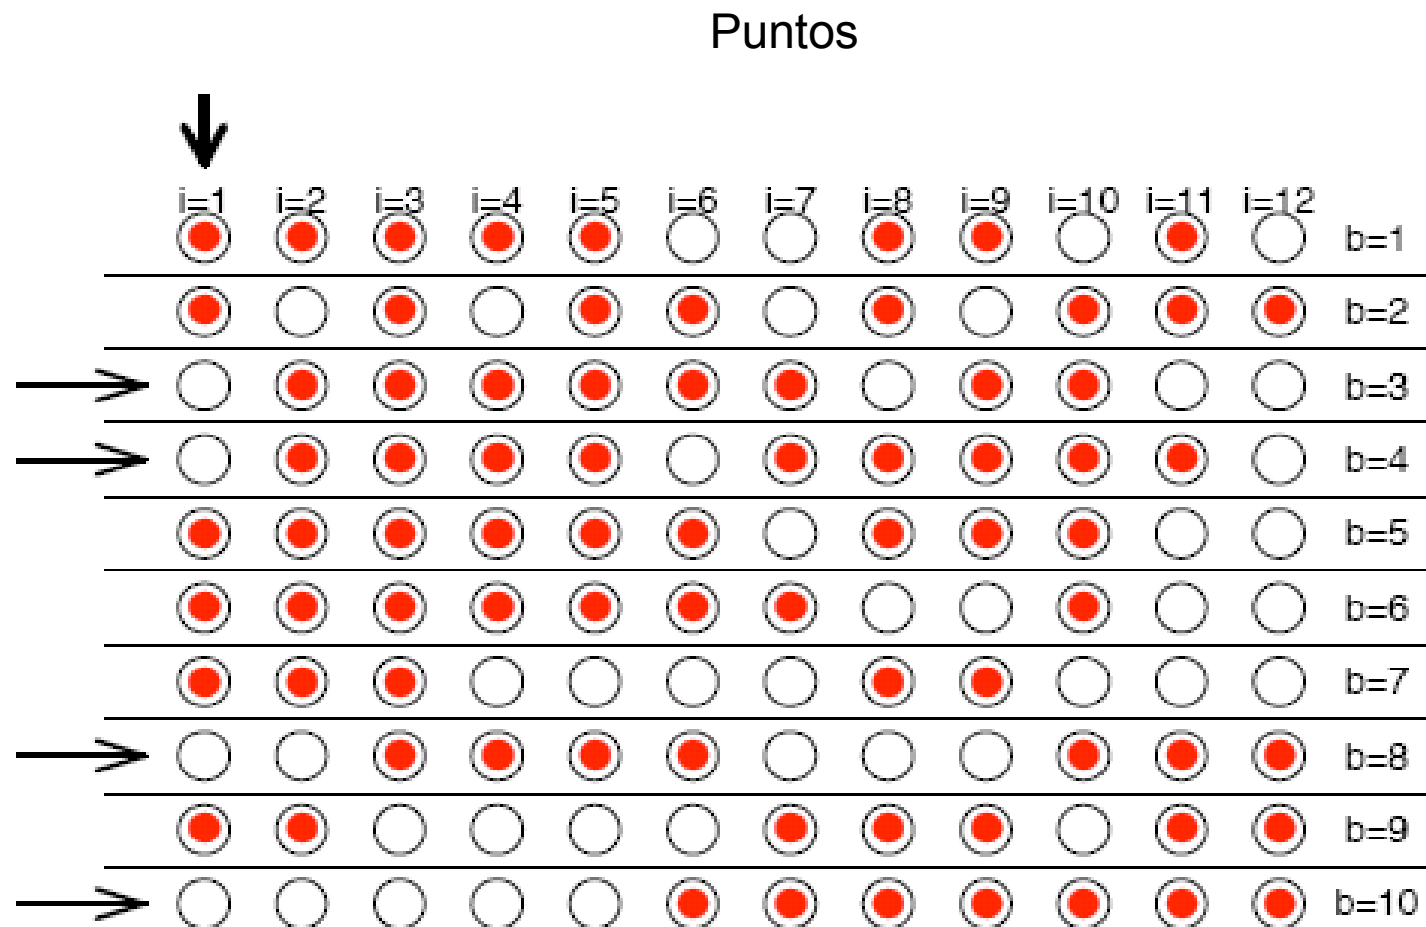 Puntos
i=1 i=2 i=3 i=4 i=5 i=6 i=7 i=8 i=9 i=10 i=11 i=12
b=1
b=2
b=3
b=4
b=5
b=6
b=7
b=8
b=9
b=10